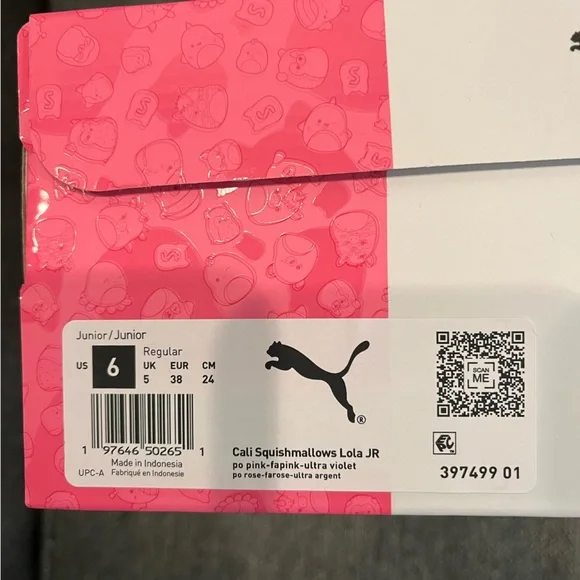 Junior/Junior
US 6 Regular
UK EUR CM
5 38 24
1 97646 50265 1
Made in Indonesia
UPC-A Fabriqué en Indonesie
®
Cali Squishmallows Lola JR
po pink-fapink-ultra violet
po rose-farose-ultra argent
SCAN
ME
397499 01